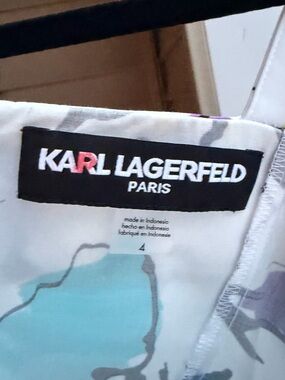 KARL LAGERFELD
PARIS
made in Indonesia
hecho en Indonesia
fabriqué en Indonésie
4